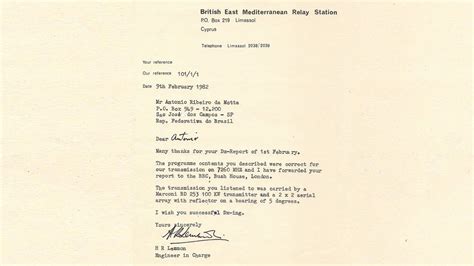 British East Mediterranean Relay Station
P.O. Box 219 Limassol
Cyprus
Telephone Limassol 2038/2039
Your reference
Our reference 101/1/1
Date 9th February 1982
Mr Antonio Ribeiro da Motta
P.O. Box 949 - 12,200
Sao José dos Campos - SP
Rep. Federativa do Brazil
Dear Antonio
Many thanks for your Dx-Report of 1st February.
The programme contents you described were correct for
our transmission on 7260 KHZ and I have forwarded your
report to the BBC, Bush House, London.
The transmission you listened to was carried by a
Marconi BD 253 100 KW transmitter and a 2 x 2 aerial
array with reflector on a bearing of 5 degrees.
I wish you successful Dx-ing.
Yours sincerely
H R
Engineer in Charge